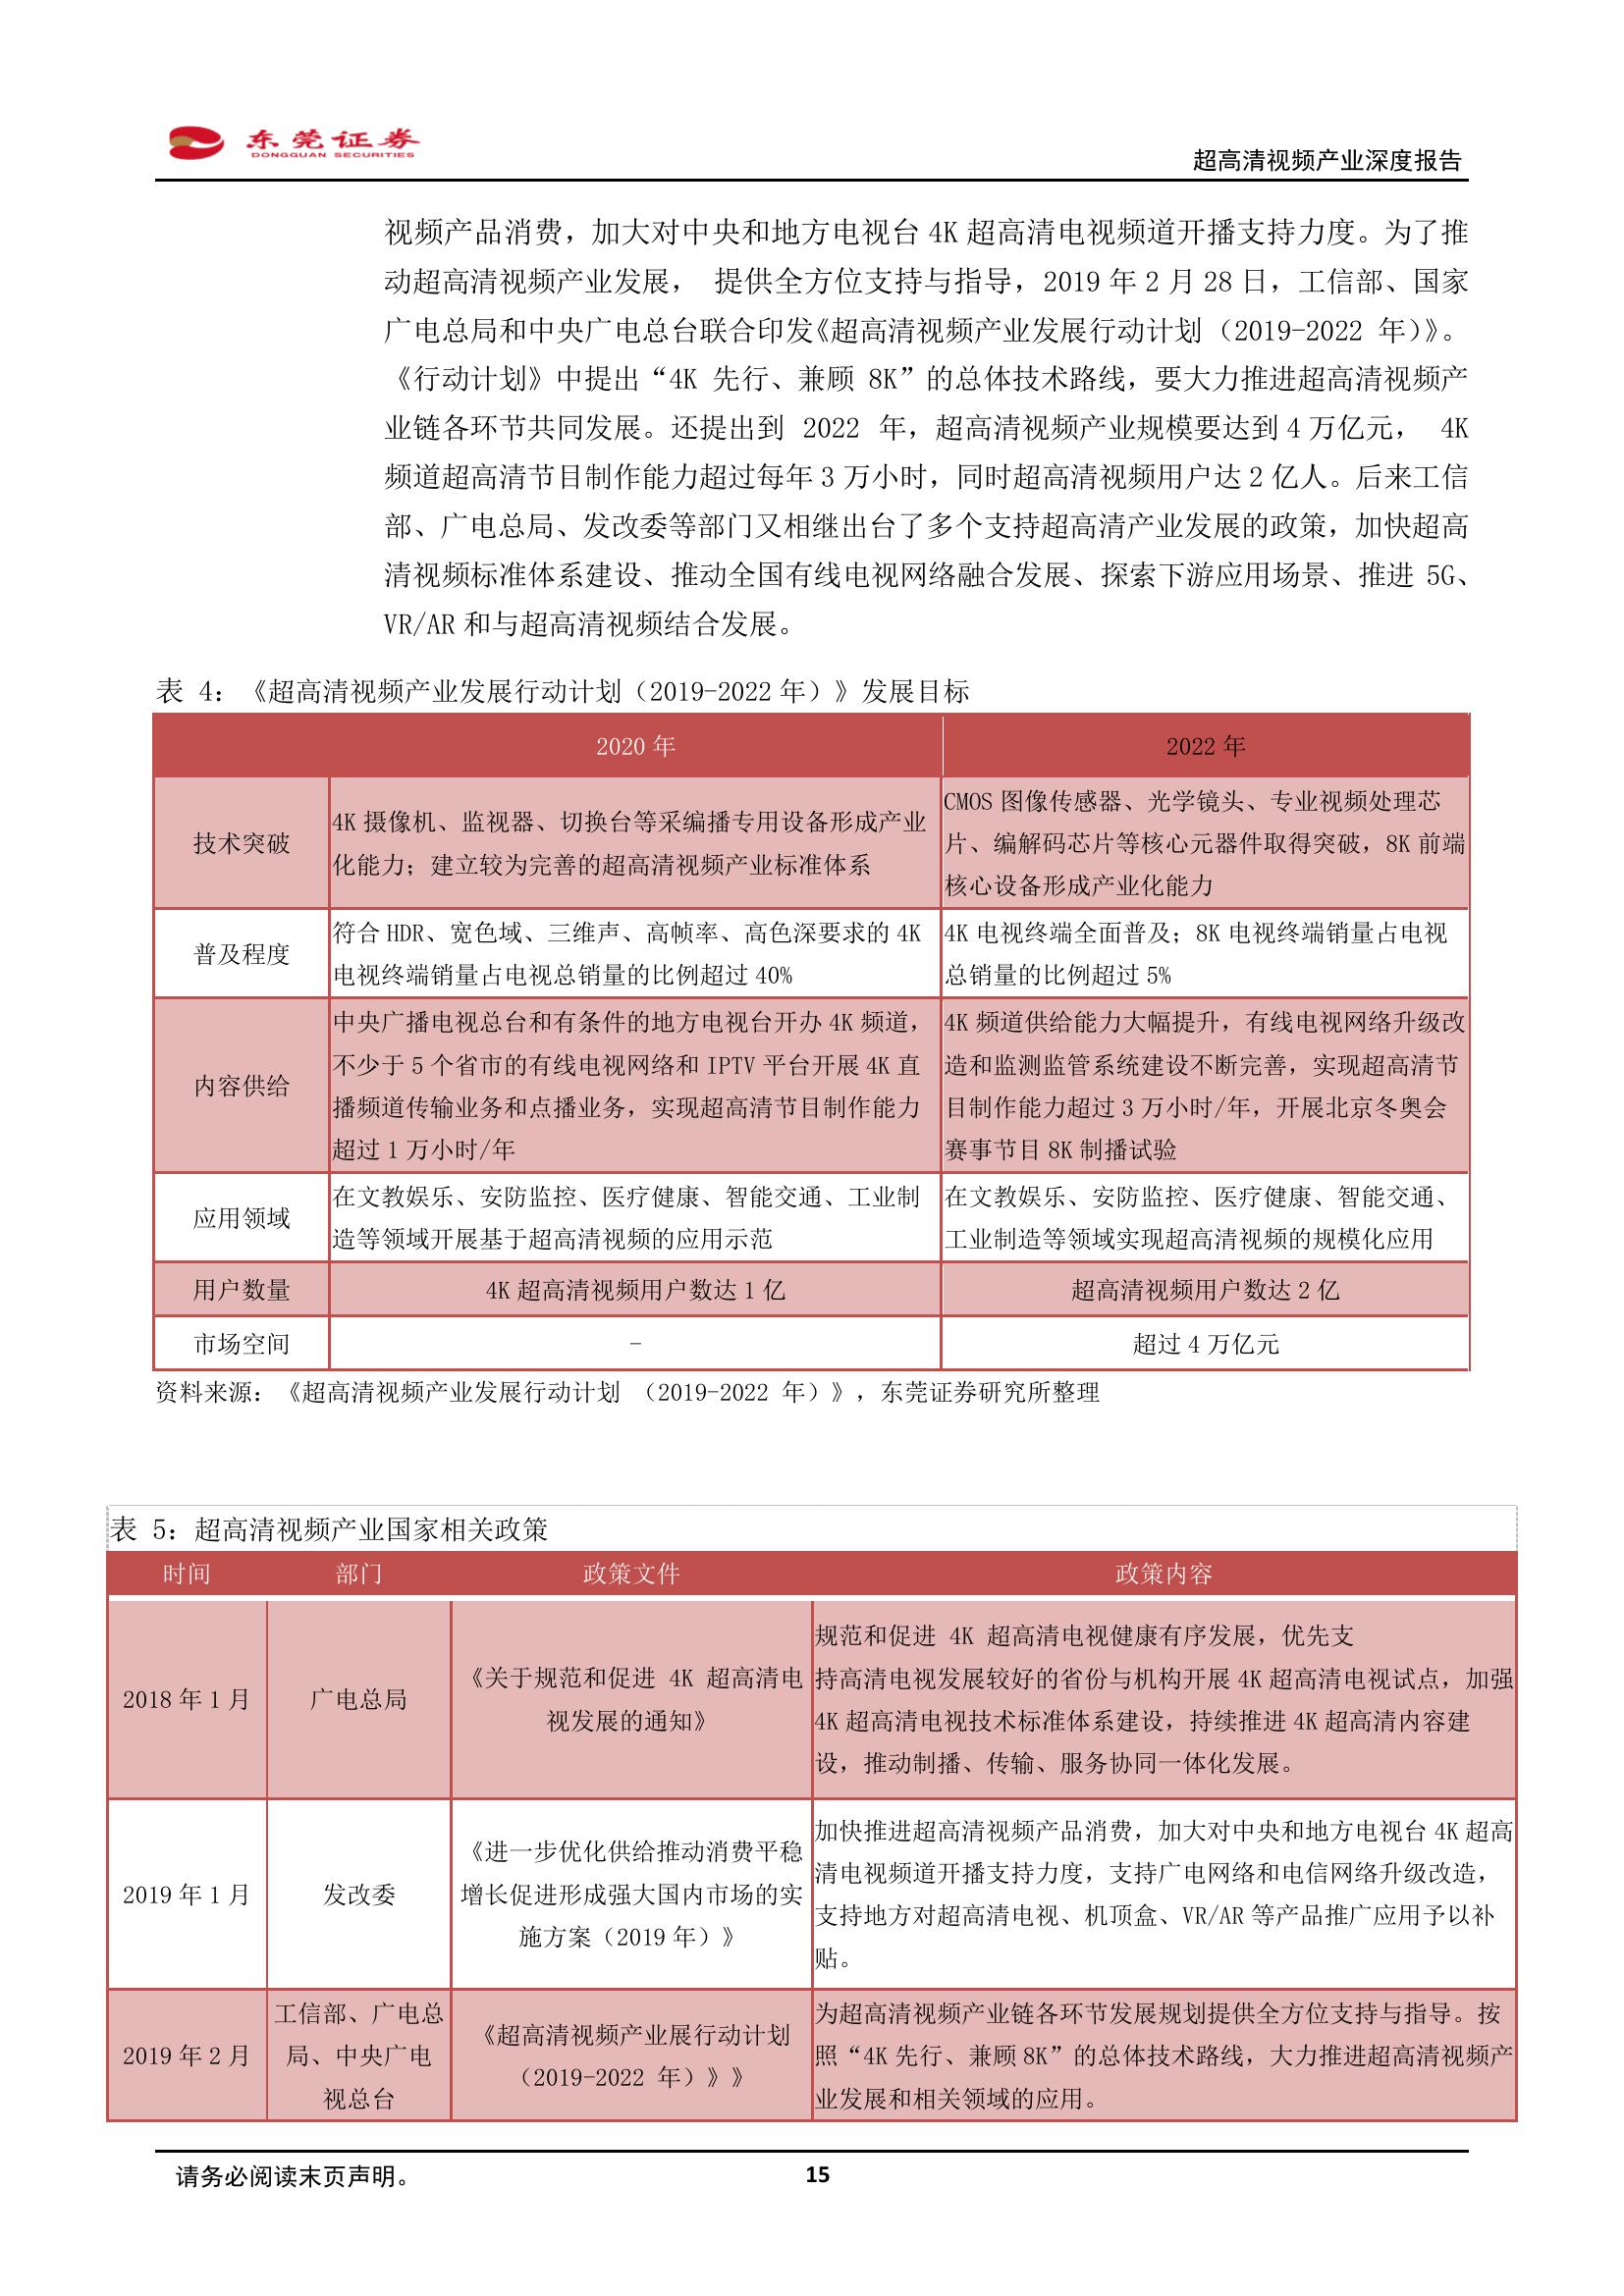 东莞证券
DONGGUAN SECURITIES
超高清视频产业深度报告
视频产品消费，加大对中央和地方电视台 4K 超高清电视频道开播支持力度。为了推
动超高清视频产业发展， 提供全方位支持与指导，2019 年 2 月 28 日，工信部、国家
广电总局和中央广电总台联合印发《超高清视频产业发展行动计划（2019-2022 年）》。
《行动计划》中提出“4K 先行、兼顾 8K”的总体技术路线，要大力推进超高清视频产
业链各环节共同发展。还提出到 2022 年，超高清视频产业规模要达到 4 万亿元， 4K
频道超高清节目制作能力超过每年 3 万小时，同时超高清视频用户达 2 亿人。后来工信
部、广电总局、发改委等部门又相继出台了多个支持超高清产业发展的政策，加快超高
清视频标准体系建设、推动全国有线电视网络融合发展、探索下游应用场景、推进 5G、
VR/AR 和与超高清视频结合发展。
表 4：《超高清视频产业发展行动计划（2019-2022 年）》发展目标
2020 年 2022 年
技术突破
4K 摄像机、监视器、切换台等采编播专用设备形成产业
化能力；建立较为完善的超高清视频产业标准体系
CMOS 图像传感器、光学镜头、专业视频处理芯
片、编解码芯片等核心元器件取得突破，8K 前端
核心设备形成产业化能力
普及程度
符合 HDR、宽色域、三维声、高帧率、高色深要求的 4K
电视终端销量占电视总销量的比例超过 40%
4K 电视终端全面普及；8K 电视终端销量占电视
总销量的比例超过 5%
内容供给
中央广播电视总台和有条件的地方电视台开办 4K 频道，
不少于 5 个省市的有线电视网络和 IPTV 平台开展 4K 直
播频道传输业务和点播业务，实现超高清节目制作能力
超过 1 万小时/年
4K 频道供给能力大幅提升，有线电视网络升级改
造和监测监管系统建设不断完善，实现超高清节
目制作能力超过 3 万小时/年，开展北京冬奥会
赛事节目 8K 制播试验
应用领域
在文教娱乐、安防监控、医疗健康、智能交通、工业制
造等领域开展基于超高清视频的应用示范
在文教娱乐、安防监控、医疗健康、智能交通、
工业制造等领域实现超高清视频的规模化应用
用户数量 4K 超高清视频用户数达 1 亿 超高清视频用户数达 2 亿
市场空间 - 超过 4 万亿元
资料来源：《超高清视频产业发展行动计划 （2019-2022 年）》，东莞证券研究所整理
表 5：超高清视频产业国家相关政策
时间 部门 政策文件 政策内容
2018 年 1 月
广电总局
《关于规范和促进 4K 超高清电
视发展的通知》
规范和促进 4K 超高清电视健康有序发展，优先支
持高清电视发展较好的省份与机构开展 4K 超高清电视试点，加强
4K 超高清电视技术标准体系建设，持续推进 4K 超高清内容建
设，推动制播、传输、服务协同一体化发展。
2019 年 1 月
发改委
《进一步优化供给推动消费平稳
增长促进形成强大国内市场的实
施方案（2019 年）》
加快推进超高清视频产品消费，加大对中央和地方电视台 4K 超高
清电视频道开播支持力度，支持广电网络和电信网络升级改造，
支持地方对超高清电视、机顶盒、VR/AR 等产品推广应用予以补
贴。
2019 年 2 月
工信部、广电总
局、中央广电
视总台
《超高清视频产业展行动计划
（2019-2022 年）》》
为超高清视频产业链各环节发展规划提供全方位支持与指导。按
照“4K 先行、兼顾 8K”的总体技术路线，大力推进超高清视频产
业发展和相关领域的应用。
请务必阅读末页声明。
15